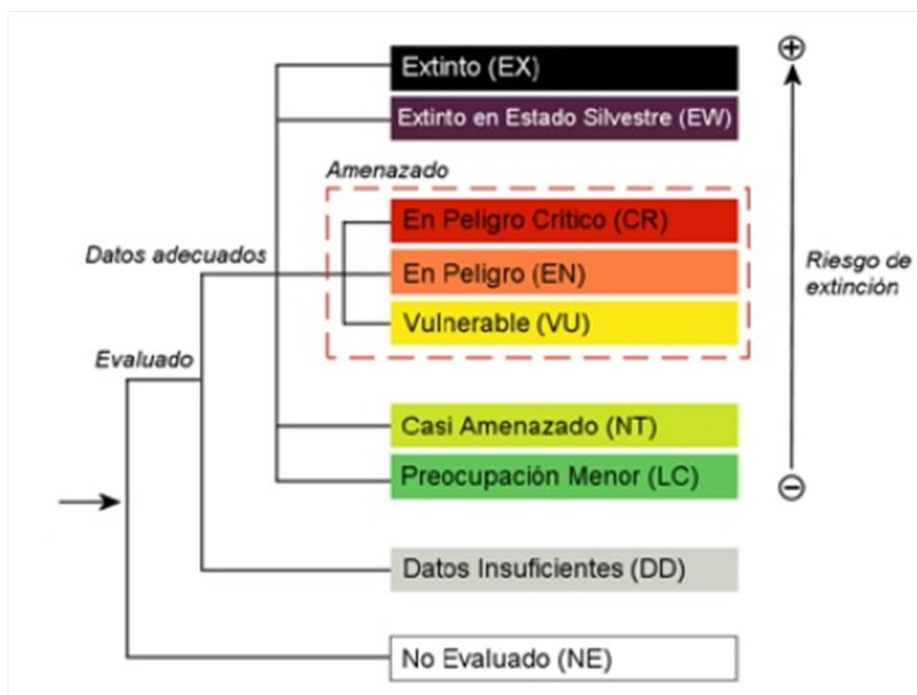 Extinto (EX)
Extinto en Estado Silvestre (EW)
Amenazado
En Peligro Critico (CR)
Datos adecuados
En Peligro (EN)
Riesgo de
extinción
Vulnerable (VU)
Evaluado
Casi Amenazado (NT)
Preocupación Menor (LC)
Datos Insuficientes (DD)
No Evaluado (NE)